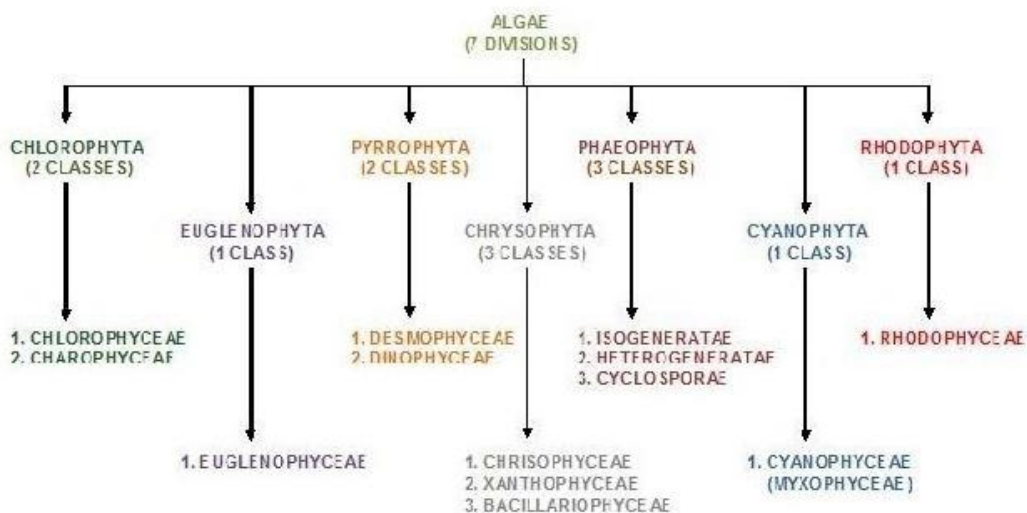 ALGAE
(7 DIVISIONS)
CHLOROPHYTA
(2 CLASSES)
PYRROPHYTA
(2 CLASSES)
PHAEOPHYTA
(3 CLASSES)
RHODOPHYTA
(1 CLASS)
EUGLENOPHYTA
(1 CLASS)
CHRYSOPHYTA
(3 CLASSES)
CYANOPHYTA
(1 CLASS)
1. CHLOROPHYCEAE
2. CHAROPHYCEAE
1. DESMOPHYCEAE
2. DINOPHYCEAE
1. ISOGENERATAE
2. HETEROGENERATAE
3. CYCLOSPORAE
1. RHODOPHYCEAE
1. EUGLENOPHYCEAE
1. CHRISOPHYCEAE
2. XANTHOPHYCEAE
3. BACILLARIOPHYCEAE
1. CYANOPHYCEAE
(MYXOPHYCEAE)